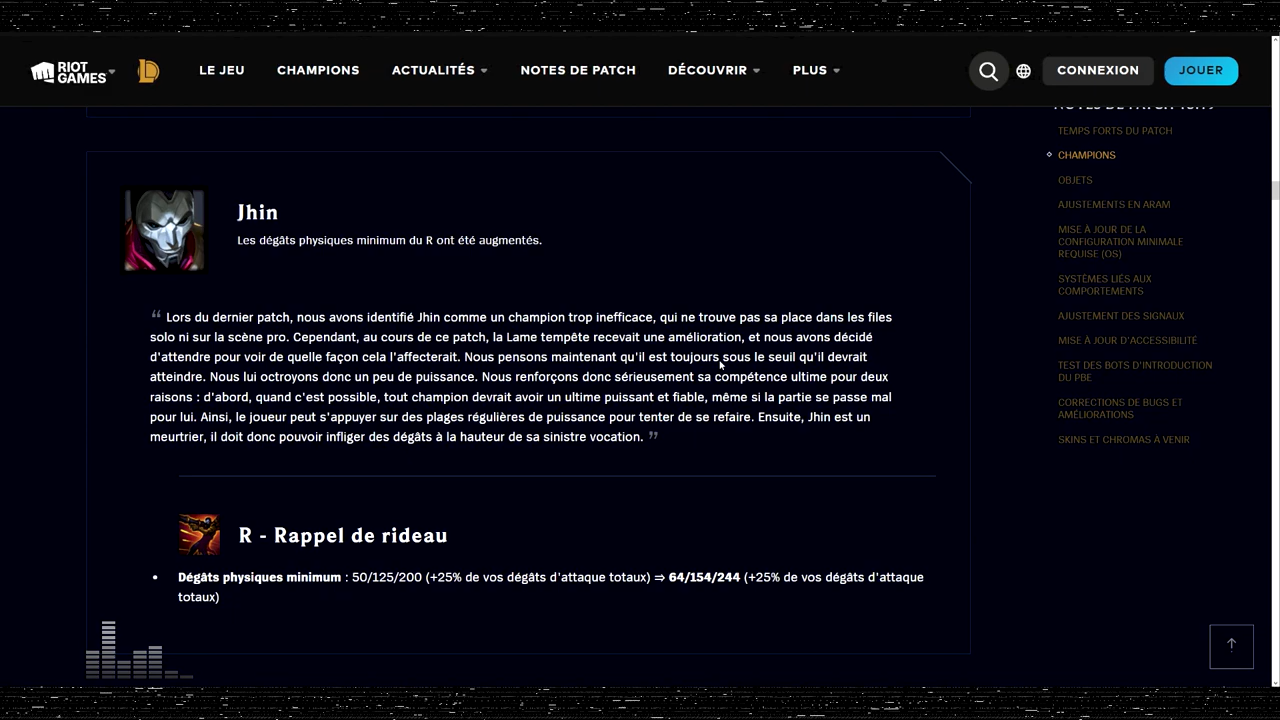 RIOT GAMES
LE JEU
CHAMPIONS
ACTUALITÉS
NOTES DE PATCH
DÉCOUVRIR
PLUS
CONNEXION
JOUER
Jhin
Les dégâts physiques minimum du R ont été augmentés.
“ Lors du dernier patch, nous avons identifié Jhin comme un champion trop inefficace, qui ne trouve pas sa place dans les files
solo ni sur la scène pro. Cependant, au cours de ce patch, la Lame tempête recevait une amélioration, et nous avons décidé
d'attendre pour voir de quelle façon cela l'affecterait. Nous pensons maintenant qu'il est toujours sous le seuil qu'il devrait
atteindre. Nous lui octroyons donc un peu de puissance. Nous renforçons donc sérieusement sa compétence ultime pour deux
raisons : d'abord, quand c'est possible, tout champion devrait avoir un ultime puissant et fiable, même si la partie se passe mal
pour lui. Ainsi, le joueur peut s'appuyer sur des plages régulières de puissance pour tenter de se refaire. Ensuite, Jhin est un
meurtrier, il doit donc pouvoir infliger des dégâts à la hauteur de sa sinistre vocation. ”
R - Rappel de rideau
• Dégâts physiques minimum : 50/125/200 (+25% de vos dégâts d'attaque totaux) ⇒ 64/154/244 (+25% de vos dégâts d'attaque
totaux)
TEMPS FORTS DU PATCH
CHAMPIONS
OBJETS
AJUSTEMENTS EN ARAM
MISE À JOUR DE LA
CONFIGURATION MINIMALE
REQUISE (OS)
SYSTÈMES LIÉS AUX
COMPORTEMENTS
AJUSTEMENT DES SIGNAUX
MISE À JOUR D'ACCESSIBILITÉ
TEST DES BOTS D'INTRODUCTION
DU PBE
CORRECTIONS DE BUGS ET
AMÉLIORATIONS
SKINS ET CHROMAS À VENIR